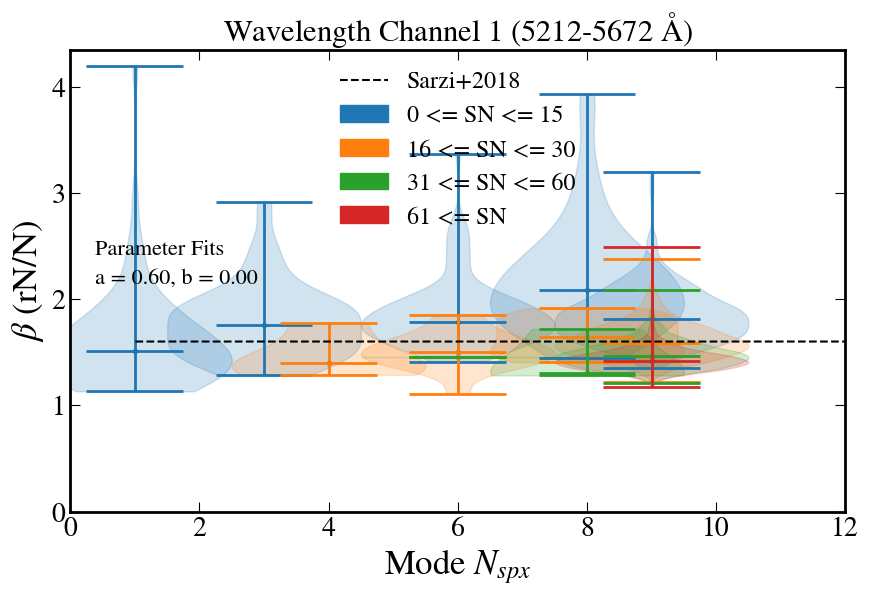 Wavelength Channel 1 (5212-5672 Å)
β (rN/N)
4
3
2
1
0
Sarzi+2018
0 <= SN <= 15
16 <= SN <= 30
31 <= SN <= 60
61 <= SN
Parameter Fits
a = 0.60, b = 0.00
0 2 4 6 8 10 12
Mode N_{spx}